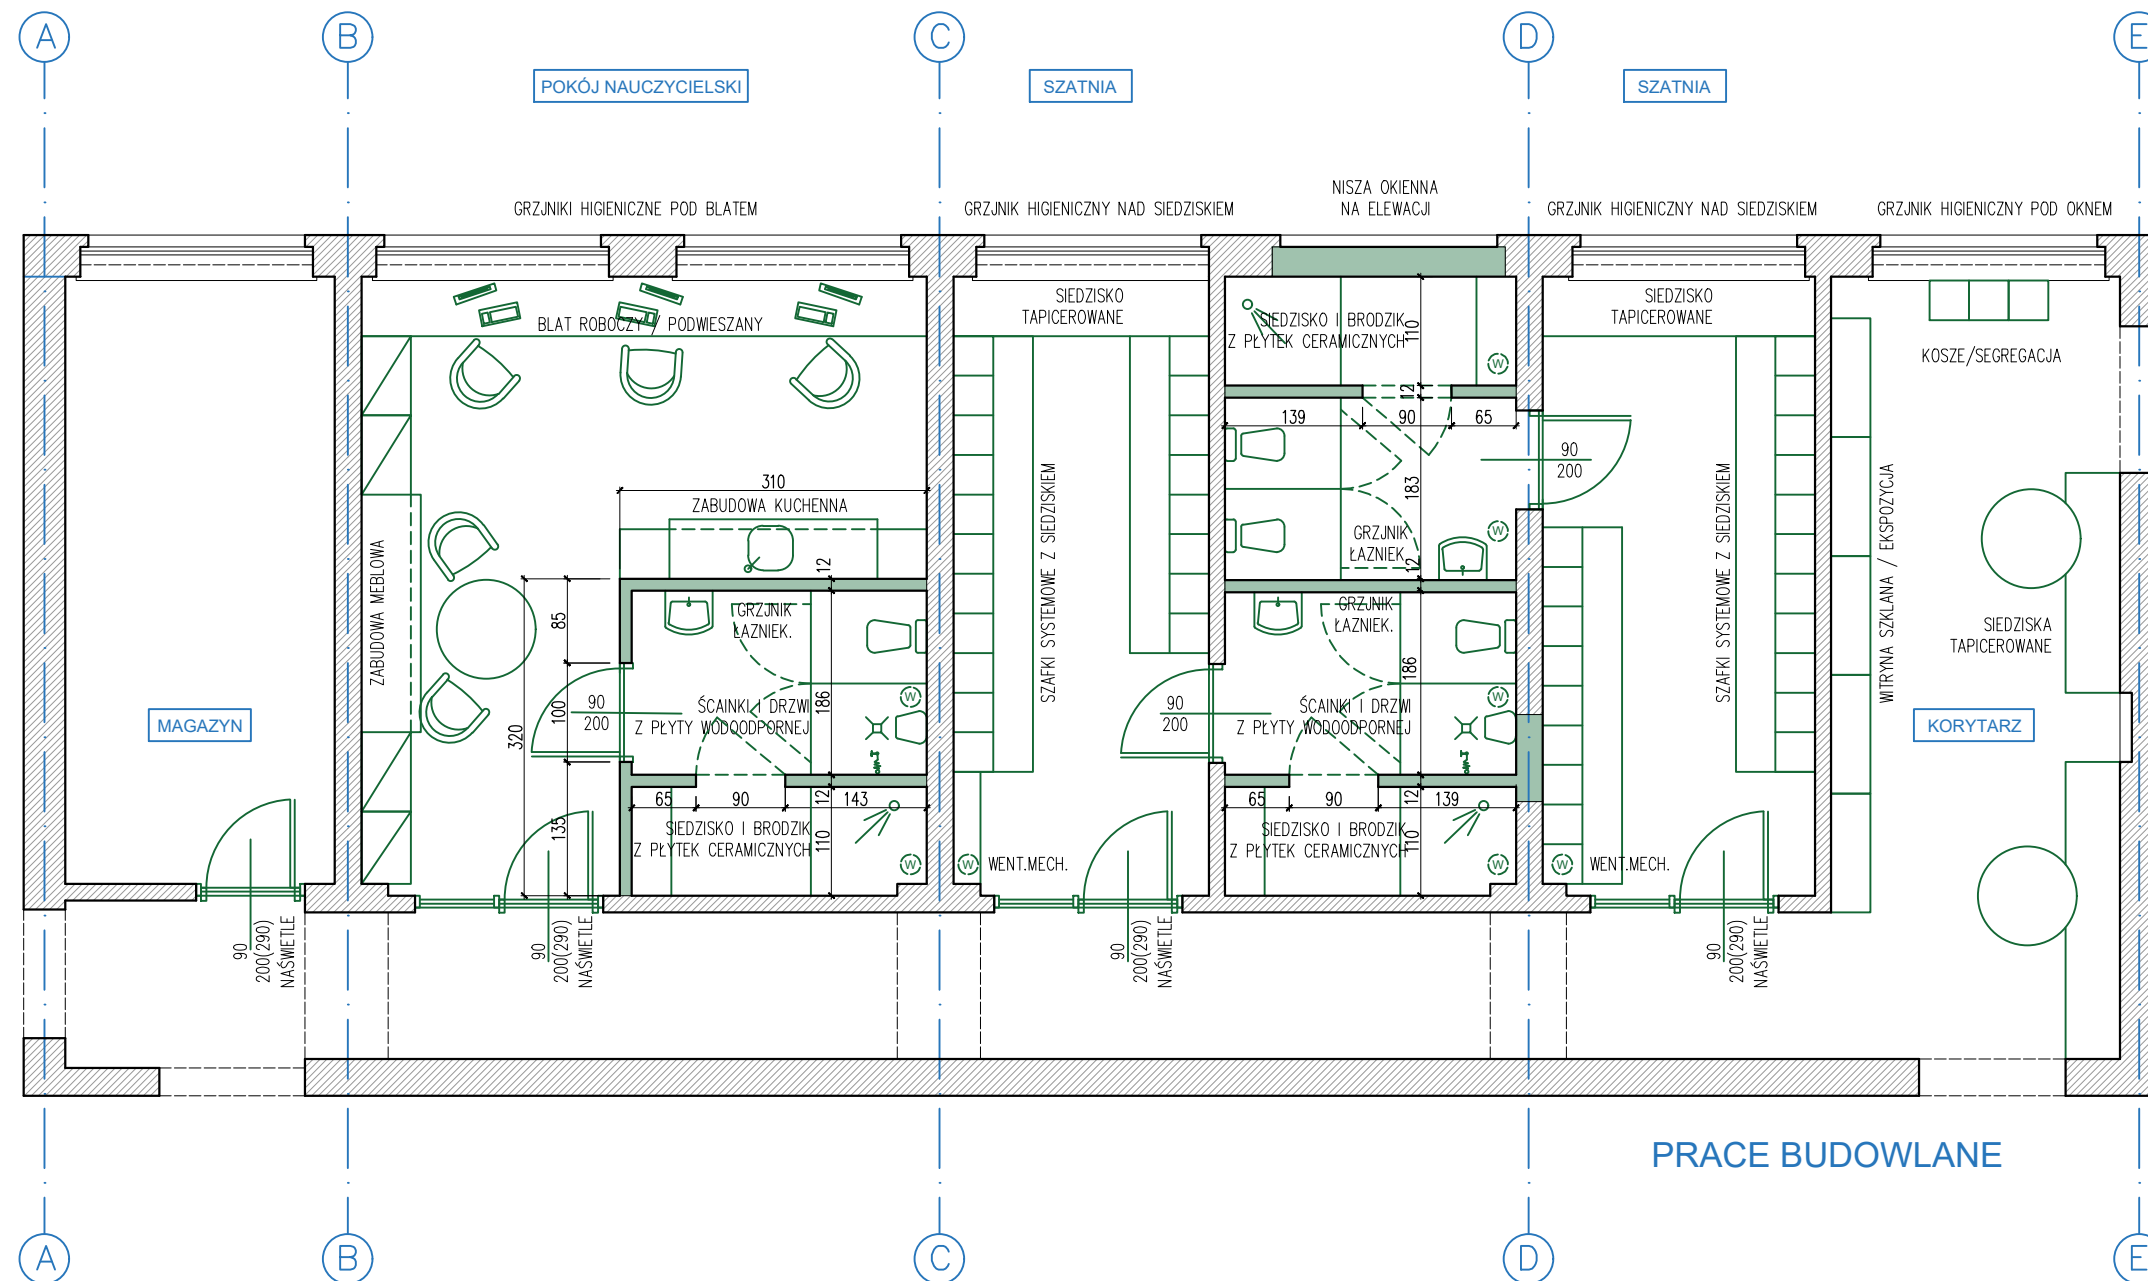 A
B
C
D
E
POKÓJ NAUCZYCIELSKI
SZATNIA
SZATNIA
GRZJNIKI HIGIENICZNE POD BLATEM
GRZJNIK HIGIENICZNY NAD SIEDZISKIEM
NISZA OKIENNA
NA ELEWACJI
GRZJNIK HIGIENICZNY NAD SIEDZISKIEM
GRZJNIK HIGIENICZNY POD OKNEM
BLAT ROBOCZY / PODWIESZANY
SIEDZISKO
TAPICEROWANE
SIEDZISKO I BRODZIK
Z PŁYTEK CERAMICZNYCH
110
W
SIEDZISKO
TAPICEROWANE
KOSZE/SEGREGACJA
12
139
90
65
90
200
183
310
ZABUDOWA KUCHENNA
12
GRZJNIK
ŁAZNIEK.
W
12
ZABUDOWA MEBLOWA
SZAFKI SYSTEMOWE Z SIEDZISKIEM
SZAFKI SYSTEMOWE Z SIEDZISKIEM
WITRYNA SZKLANA / EKSPOZYCJA
SIEDZISKA
TAPICEROWANE
85
100
135
320
GRZJNIK
ŁAZNIEK.
186
W
90
200
ŚCAINKI I DRZWI
Z PŁYTY WODOODPORNEJ
GRZJNIK
ŁAZNIEK.
186
W
90
200
ŚCAINKI I DRZWI
Z PŁYTY WODOODPORNEJ
MAGAZYN
KORYTARZ
65
90
12
143
SIEDZISKO I BRODZIK
Z PŁYTEK CERAMICZNYCH
110
W
W
WENT.MECH.
65
90
12
139
SIEDZISKO I BRODZIK
Z PŁYTEK CERAMICZNYCH
110
W
W
WENT.MECH.
90
200(290)
NAŚWIETLE
90
200(290)
NAŚWIETLE
90
200(290)
NAŚWIETLE
90
200(290)
NAŚWIETLE
PRACE BUDOWLANE
A
B
C
D
E